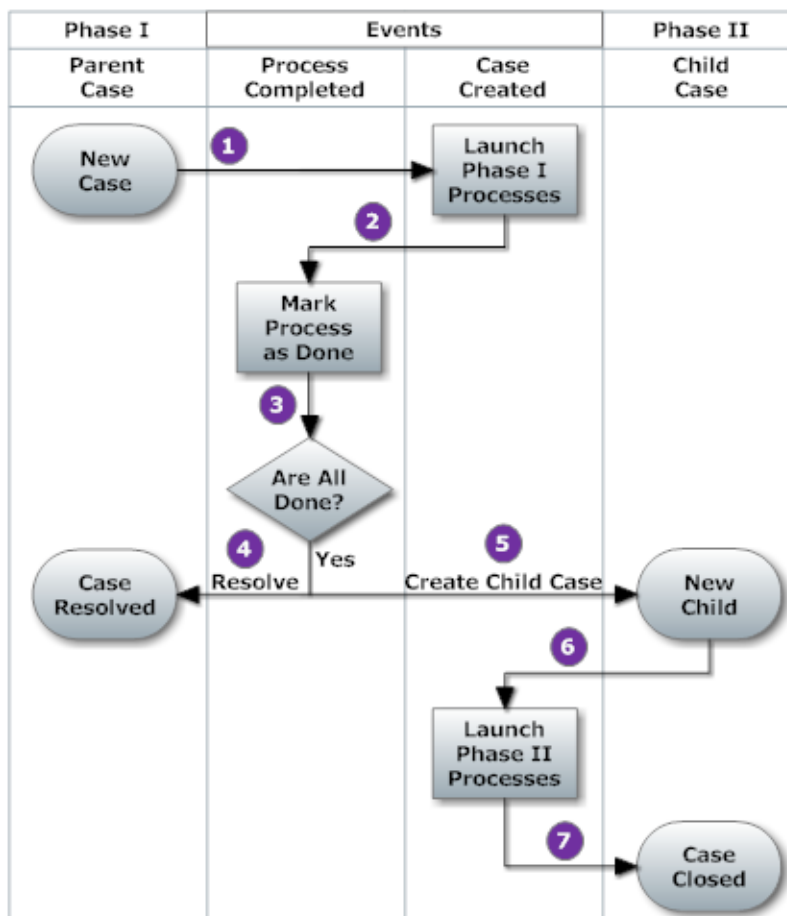 Phase I
Events
Phase II
Parent
Case
Process
Completed
Case
Created
Child
Case
New
Case
1
Launch
Phase I
Processes
2
Mark
Process
as Done
3
Are All
Done?
4
Yes
5
Case
Resolved
Resolve
Create Child Case
New
Child
6
Launch
Phase II
Processes
7
Case
Closed